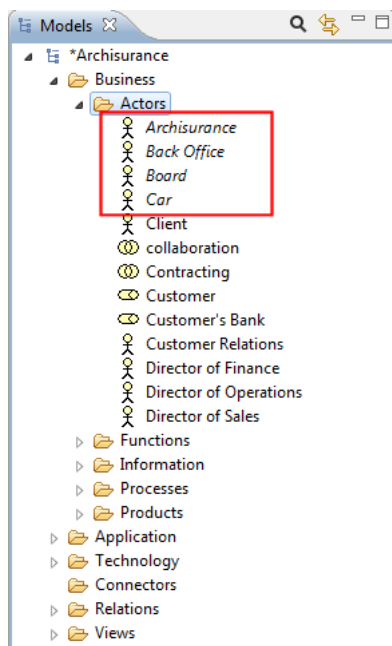 Models
*Archisurance
Business
Actors
Archisurance
Back Office
Board
Car
Client
collaboration
Contracting
Customer
Customer's Bank
Customer Relations
Director of Finance
Director of Operations
Director of Sales
Functions
Information
Processes
Products
Application
Technology
Connectors
Relations
Views